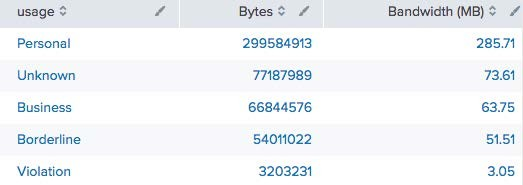 usage Bytes Bandwidth (MB)
Personal 299584913 285.71
Unknown 77187989 73.61
Business 66844576 63.75
Borderline 54011022 51.51
Violation 3203231 3.05